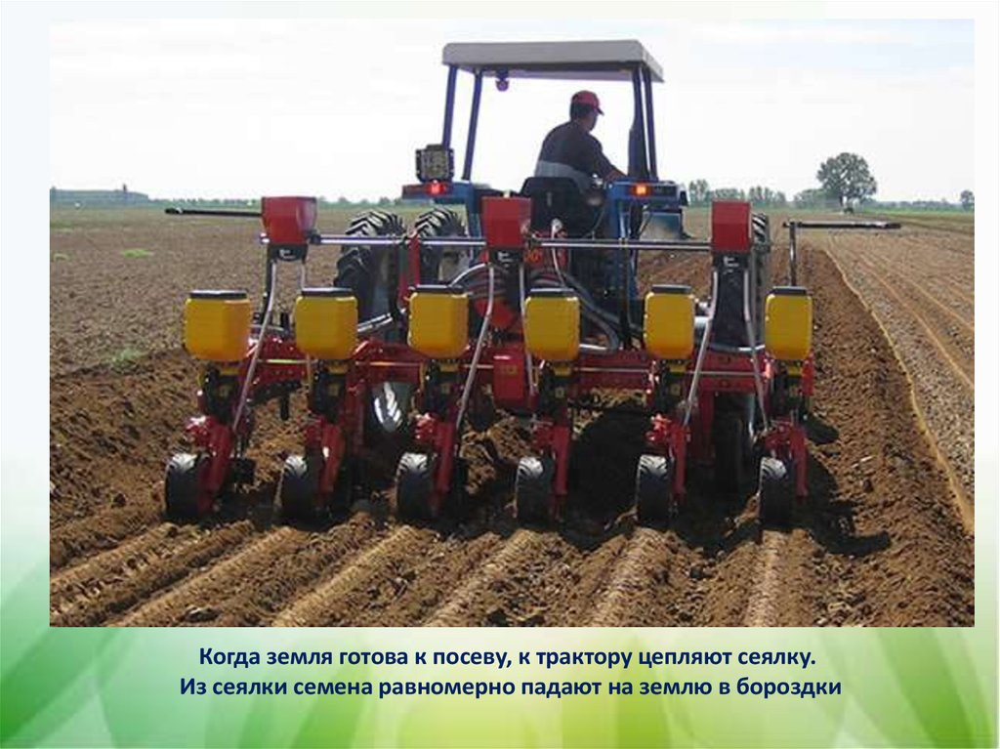 Когда земля готова к посеву, к трактору цепляют сеялку.
Из сеялки семена равномерно падают на землю в бороздки